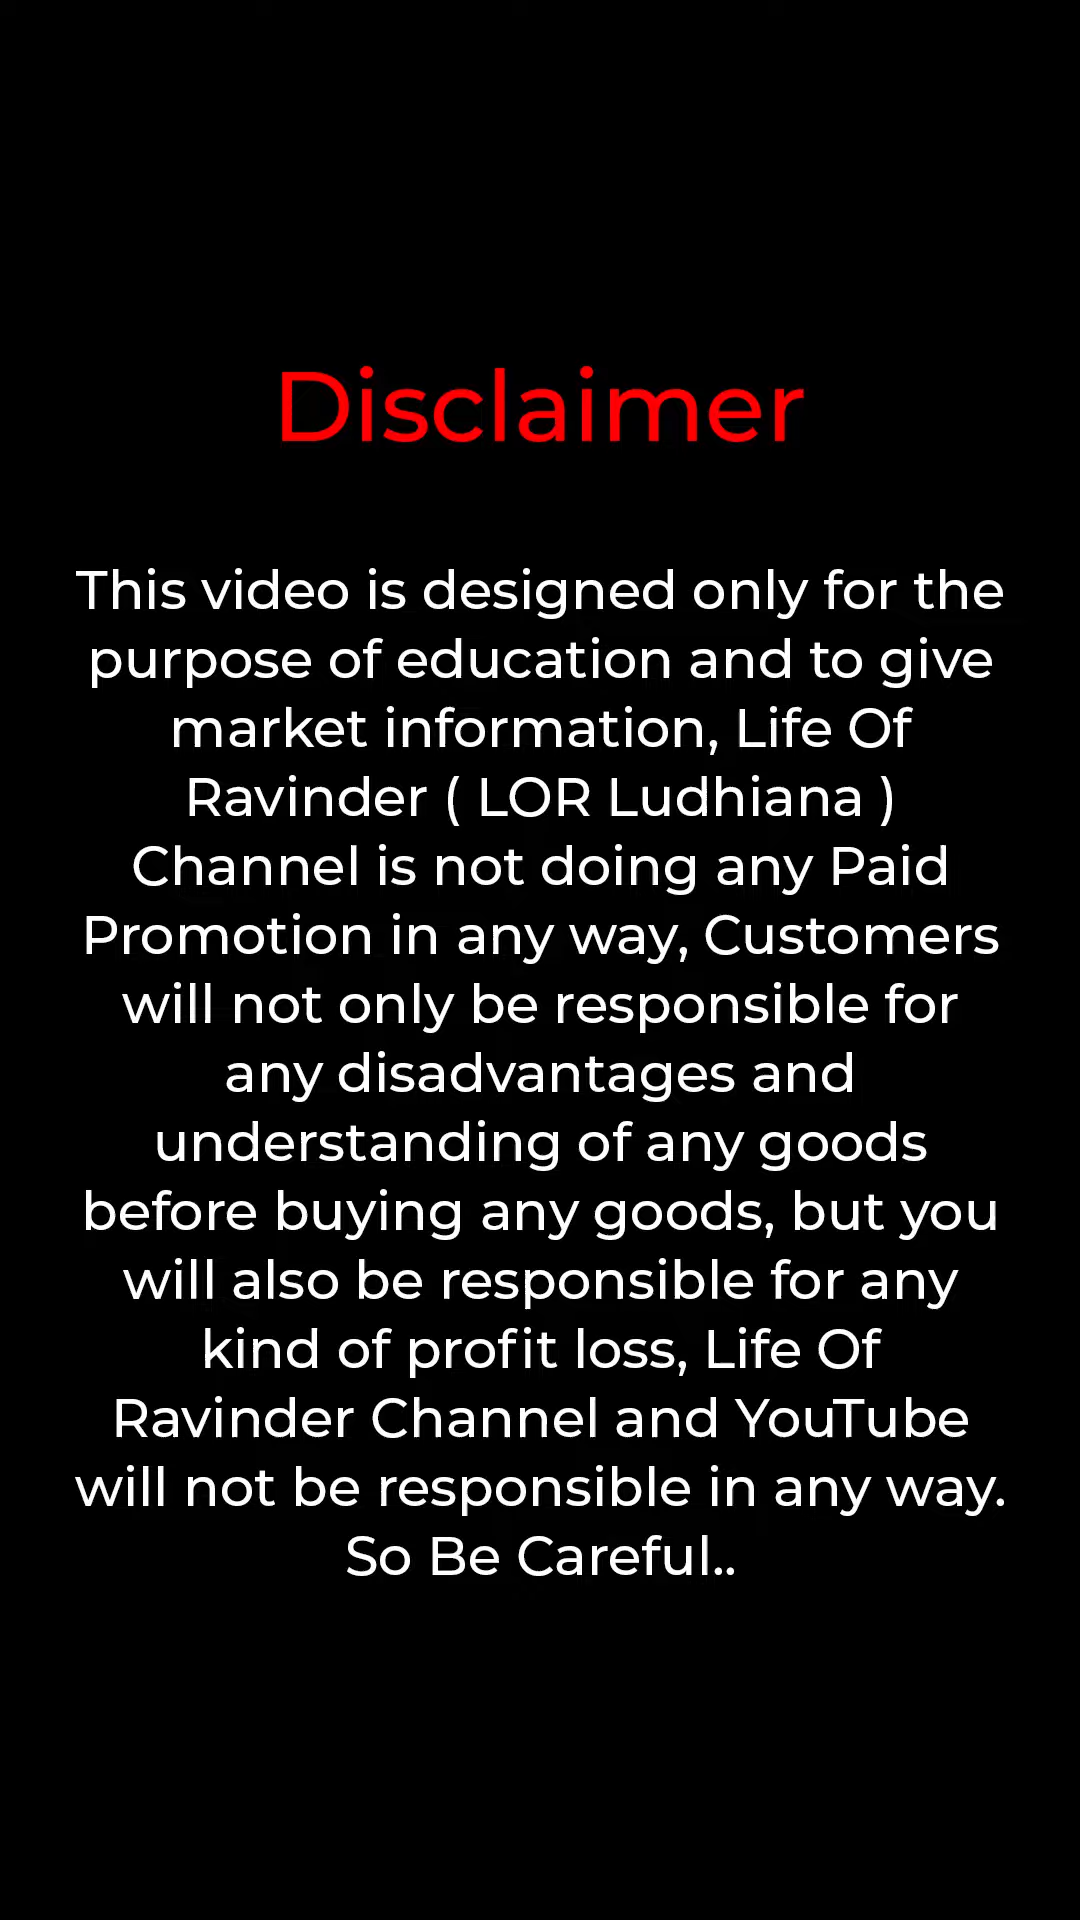 Disclaimer
This video is designed only for the
purpose of education and to give
market information, Life Of
Ravinder ( LOR Ludhiana )
Channel is not doing any Paid
Promotion in any way, Customers
will not only be responsible for
any disadvantages and
understanding of any goods
before buying any goods, but you
will also be responsible for any
kind of profit loss, Life Of
Ravinder Channel and YouTube
will not be responsible in any way.
So Be Careful..